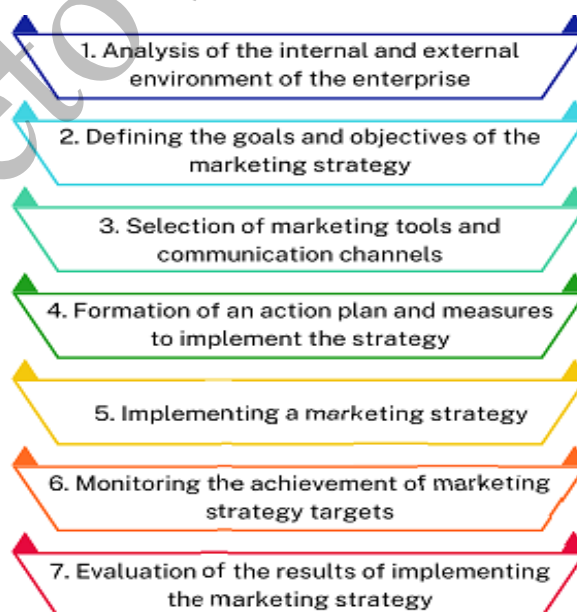 1. Analysis of the internal and external
environment of the enterprise
2. Defining the goals and objectives of the
marketing strategy
3. Selection of marketing tools and
communication channels
4. Formation of an action plan and measures
to implement the strategy
5. Implementing a marketing strategy
6. Monitoring the achievement of marketing
strategy targets
7. Evaluation of the results of implementing
the marketing strategy